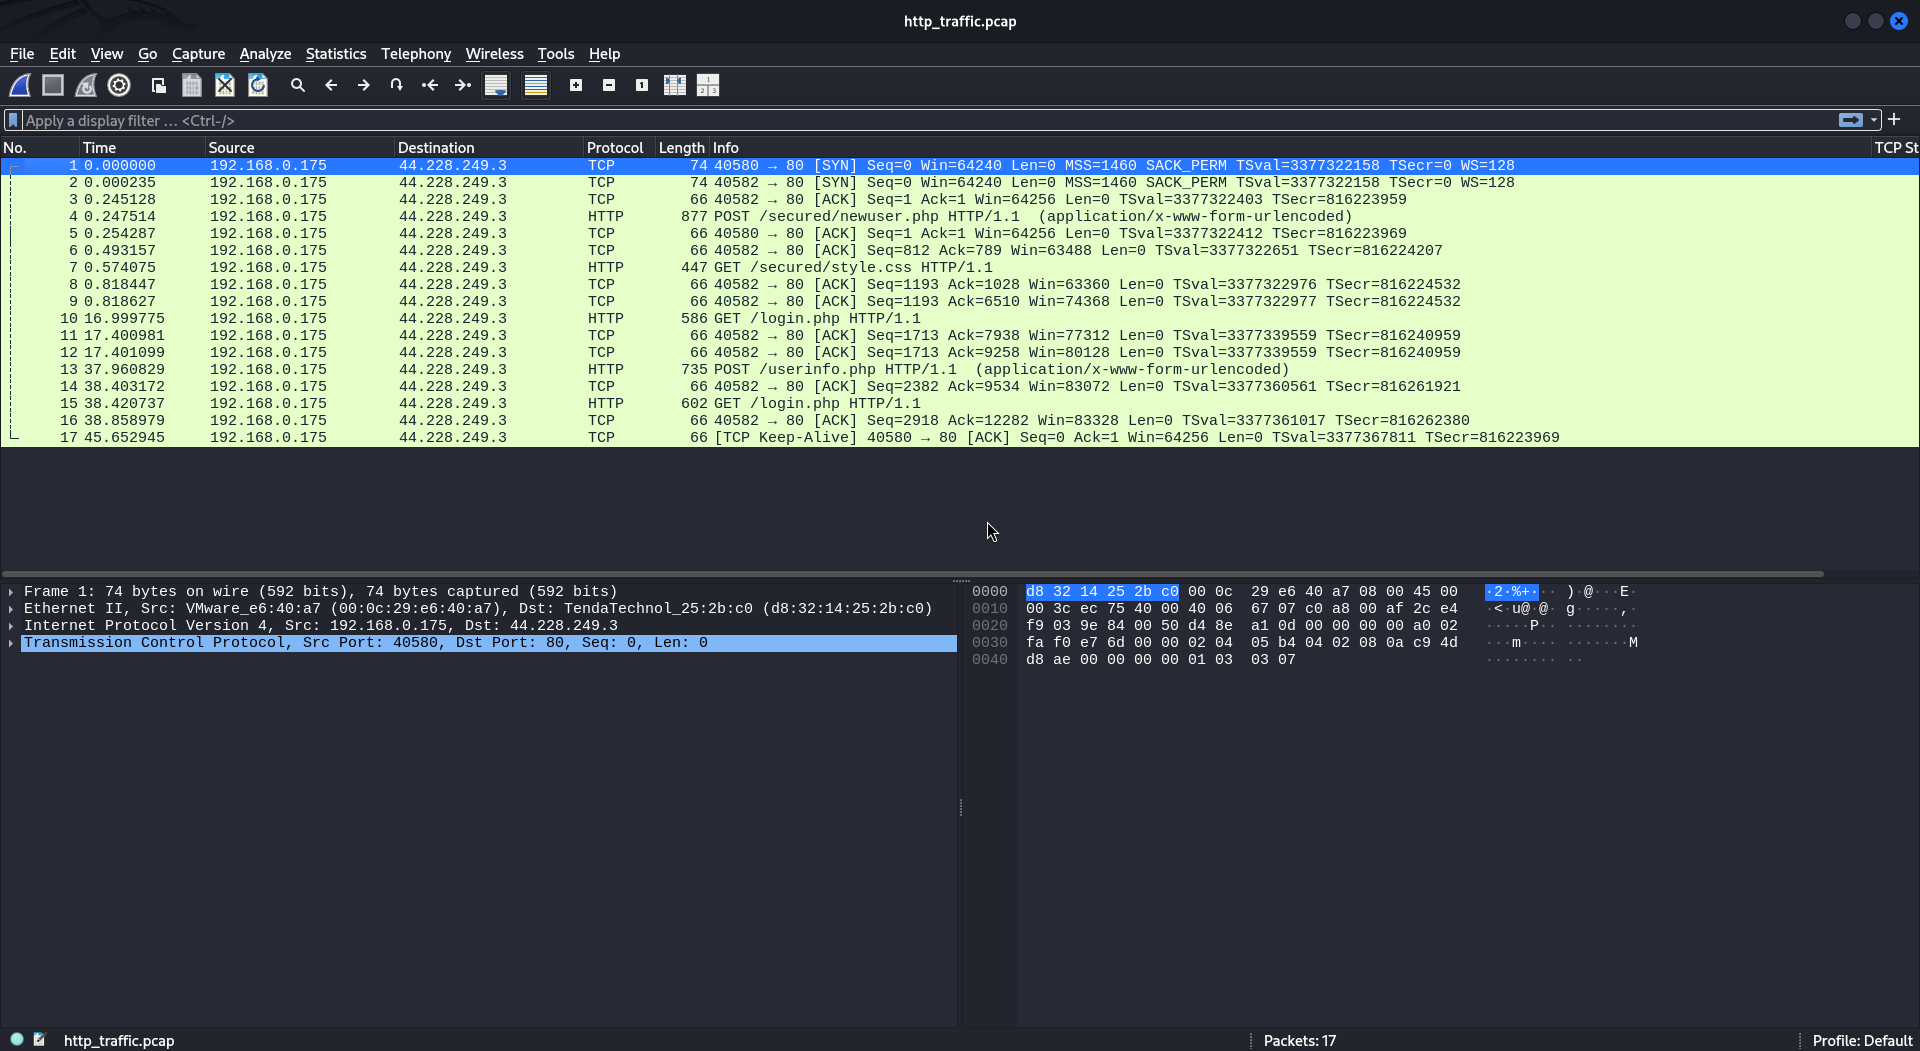 http_traffic.pcap
File Edit View Go Capture Analyze Statistics Telephony Wireless Tools Help
Apply a display filter … <Ctrl-/>
No. Time Source Destination Protocol Length Info TCP St
1 0.000000 192.168.0.175 44.228.249.3 TCP 74 40580 → 80 [SYN] Seq=0 Win=64240 Len=0 MSS=1460 SACK_PERM TSval=3377322158 TSecr=0 WS=128
2 0.000235 192.168.0.175 44.228.249.3 TCP 74 40582 → 80 [SYN] Seq=0 Win=64240 Len=0 MSS=1460 SACK_PERM TSval=3377322158 TSecr=0 WS=128
3 0.245128 192.168.0.175 44.228.249.3 TCP 66 40582 → 80 [ACK] Seq=1 Ack=1 Win=64256 Len=0 TSval=3377322403 TSecr=816223959
4 0.247514 192.168.0.175 44.228.249.3 HTTP 877 POST /secured/newuser.php HTTP/1.1  (application/x-www-form-urlencoded)
5 0.254287 192.168.0.175 44.228.249.3 TCP 66 40580 → 80 [ACK] Seq=1 Ack=1 Win=64256 Len=0 TSval=3377322412 TSecr=816223969
6 0.493157 192.168.0.175 44.228.249.3 TCP 66 40582 → 80 [ACK] Seq=812 Ack=789 Win=63488 Len=0 TSval=3377322651 TSecr=816224207
7 0.574075 192.168.0.175 44.228.249.3 HTTP 447 GET /secured/style.css HTTP/1.1
8 0.818447 192.168.0.175 44.228.249.3 TCP 66 40582 → 80 [ACK] Seq=1193 Ack=1028 Win=63360 Len=0 TSval=3377322976 TSecr=816224532
9 0.818627 192.168.0.175 44.228.249.3 TCP 66 40582 → 80 [ACK] Seq=1193 Ack=6510 Win=74368 Len=0 TSval=3377322977 TSecr=816224532
10 16.999775 192.168.0.175 44.228.249.3 HTTP 586 GET /login.php HTTP/1.1
11 17.400981 192.168.0.175 44.228.249.3 TCP 66 40582 → 80 [ACK] Seq=1713 Ack=7938 Win=77312 Len=0 TSval=3377339559 TSecr=816240959
12 17.401099 192.168.0.175 44.228.249.3 TCP 66 40582 → 80 [ACK] Seq=1713 Ack=9258 Win=80128 Len=0 TSval=3377339559 TSecr=816240959
13 37.960829 192.168.0.175 44.228.249.3 HTTP 735 POST /userinfo.php HTTP/1.1  (application/x-www-form-urlencoded)
14 38.403172 192.168.0.175 44.228.249.3 TCP 66 40582 → 80 [ACK] Seq=2382 Ack=9534 Win=83072 Len=0 TSval=3377360561 TSecr=816261921
15 38.420737 192.168.0.175 44.228.249.3 HTTP 602 GET /login.php HTTP/1.1
16 38.858979 192.168.0.175 44.228.249.3 TCP 66 40582 → 80 [ACK] Seq=2918 Ack=12282 Win=83328 Len=0 TSval=3377361017 TSecr=816262380
17 45.652945 192.168.0.175 44.228.249.3 TCP 66 [TCP Keep-Alive] 40580 → 80 [ACK] Seq=0 Ack=1 Win=64256 Len=0 TSval=3377367811 TSecr=816223969
Frame 1: 74 bytes on wire (592 bits), 74 bytes captured (592 bits)
Ethernet II, Src: VMware_e6:40:a7 (00:0c:29:e6:40:a7), Dst: TendaTechnol_25:2b:c0 (d8:32:14:25:2b:c0)
Internet Protocol Version 4, Src: 192.168.0.175, Dst: 44.228.249.3
Transmission Control Protocol, Src Port: 40580, Dst Port: 80, Seq: 0, Len: 0
0000 d8 32 14 25 2b c0 00 0c 29 e6 40 a7 08 00 45 00 ·2·%+··· )·@···E·
0010 00 3c ec 75 40 00 40 06 67 07 c0 a8 00 af 2c e4 ·<·u@·@· g·····,·
0020 f9 03 9e 84 00 50 d4 8e a1 0d 00 00 00 00 a0 02 ·····P·· ········
0030 fa f0 e7 6d 00 00 02 04 05 b4 04 02 08 0a c9 4d ···m···· ·······M
0040 d8 ae 00 00 00 00 01 03 03 07 ········ ··
http_traffic.pcap Packets: 17 Profile: Default